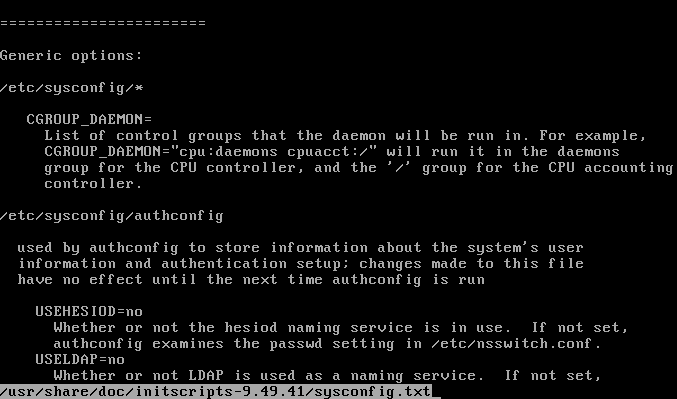 =======================
Generic options:
/etc/sysconfig/*
CGROUP_DAEMON=
List of control groups that the daemon will be run in. For example,
CGROUP_DAEMON="cpu:daemons cpuacct:/" will run it in the daemons
group for the CPU controller, and the '/' group for the CPU accounting
controller.
/etc/sysconfig/authconfig
used by authconfig to store information about the system's user
information and authentication setup; changes made to this file
have no effect until the next time authconfig is run
USEHESIOD=no
Whether or not the hesiod naming service is in use.  If not set,
authconfig examines the passwd setting in /etc/nsswitch.conf.
USELDAP=no
Whether or not LDAP is used as a naming service.  If not set,
/usr/share/doc/initscripts-9.49.41/sysconfig.txt